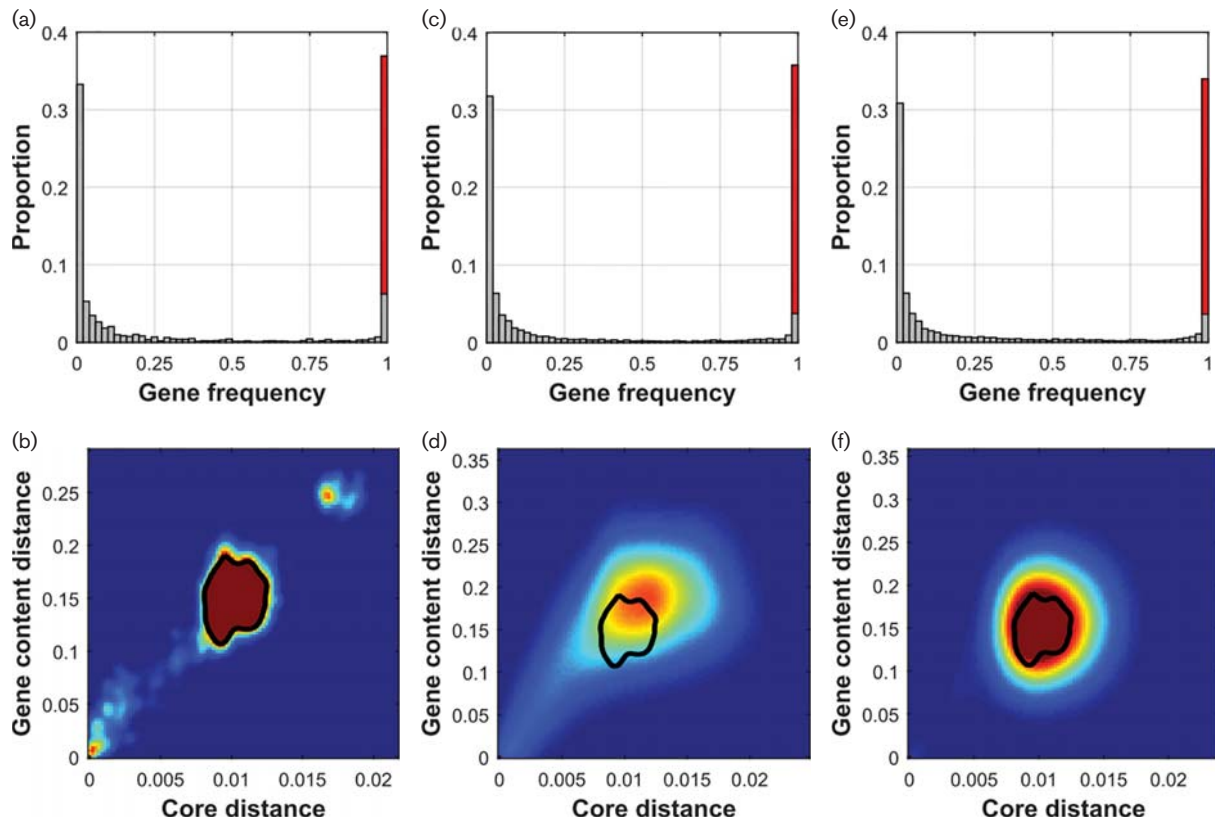 (a)
0.4
0.3
0.2
0.1
0
Proportion
0 0.25 0.5 0.75 1
Gene frequency
(c)
0.4
0.3
0.2
0.1
0
Proportion
0 0.25 0.5 0.75 1
Gene frequency
(e)
0.4
0.3
0.2
0.1
0
Proportion
0 0.25 0.5 0.75 1
Gene frequency
(b)
0.25
0.2
0.15
0.1
0.05
0
Gene content distance
0 0.005 0.01 0.015 0.02
Core distance
(d)
0.35
0.3
0.25
0.2
0.15
0.1
0.05
0
Gene content distance
0 0.005 0.01 0.015 0.02
Core distance
(f)
0.35
0.3
0.25
0.2
0.15
0.1
0.05
0
Gene content distance
0 0.005 0.01 0.015 0.02
Core distance